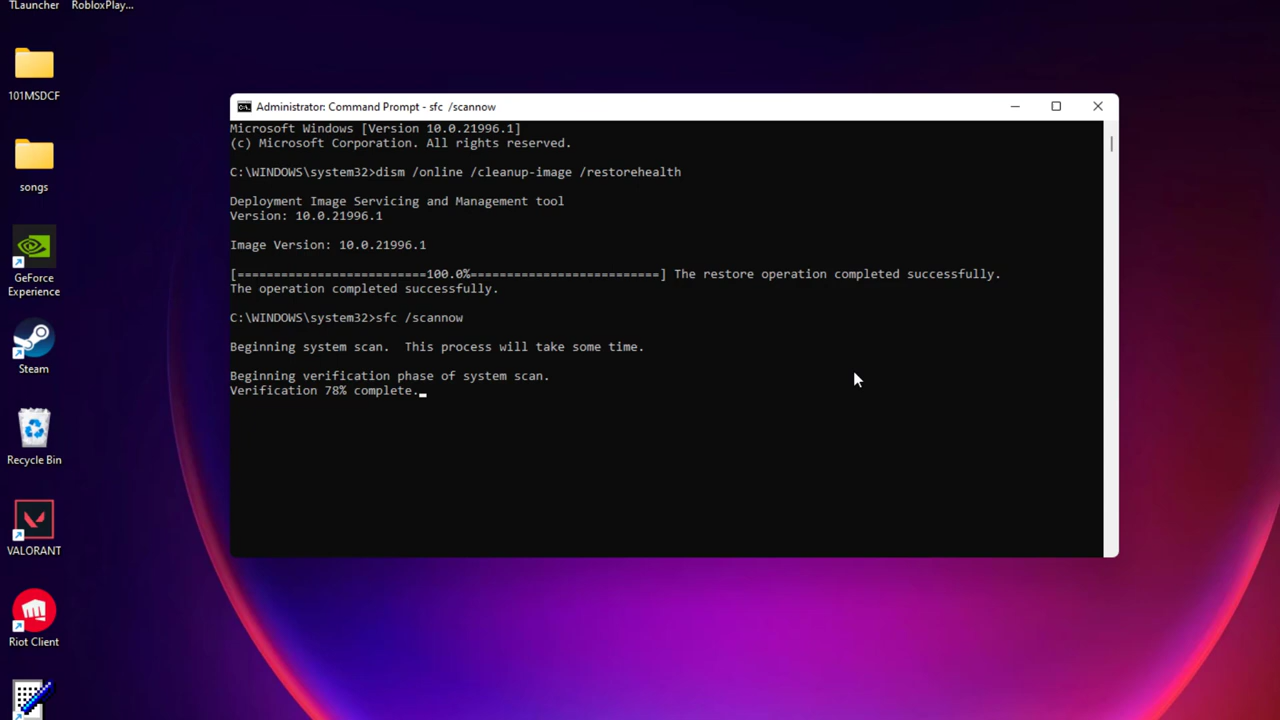 TLauncher
RobloxPlay...
101MSDCF
songs
GeForce
Experience
Steam
Recycle Bin
VALORANT
Riot Client
Administrator: Command Prompt - sfc  /scannow
Microsoft Windows [Version 10.0.21996.1]
(c) Microsoft Corporation. All rights reserved.
C:\WINDOWS\system32>dism /online /cleanup-image /restorehealth
Deployment Image Servicing and Management tool
Version: 10.0.21996.1
Image Version: 10.0.21996.1
[==========================100.0%==========================] The restore operation completed successfully.
The operation completed successfully.
C:\WINDOWS\system32>sfc /scannow
Beginning system scan.  This process will take some time.
Beginning verification phase of system scan.
Verification 78% complete.